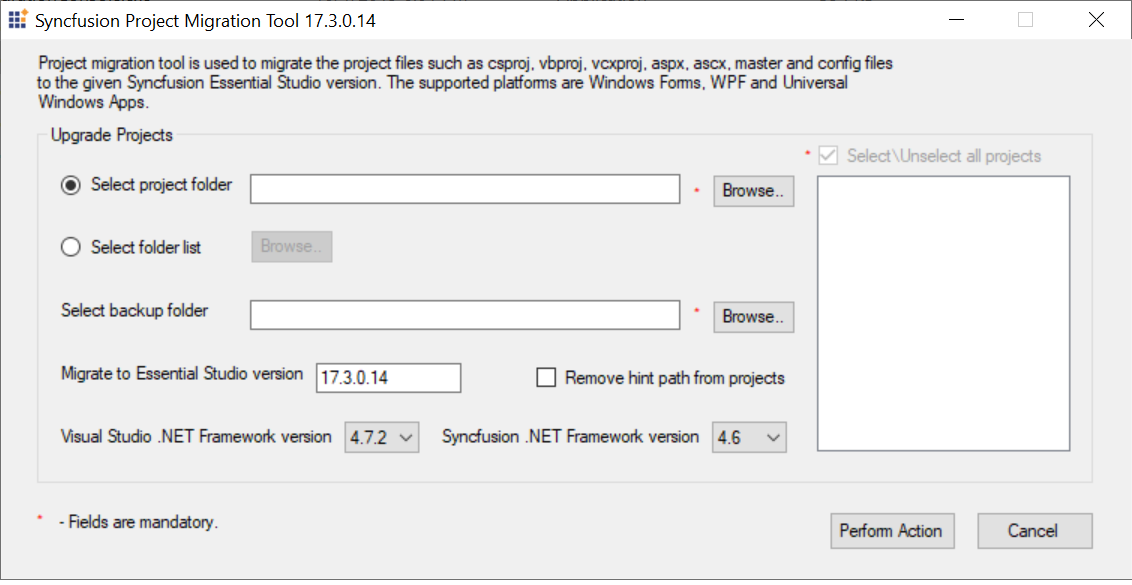 Syncfusion Project Migration Tool 17.3.0.14
Project migration tool is used to migrate the project files such as csproj, vbproj, vcxproj, aspx, ascx, master and config files
to the given Syncfusion Essential Studio version. The supported platforms are Windows Forms, WPF and Universal
Windows Apps.
Upgrade Projects
* Select\Unselect all projects
Select project folder * Browse..
Select folder list Browse..
Select backup folder * Browse..
Migrate to Essential Studio version 17.3.0.14 Remove hint path from projects
Visual Studio .NET Framework version 4.7.2 Syncfusion .NET Framework version 4.6
* - Fields are mandatory.
Perform Action Cancel